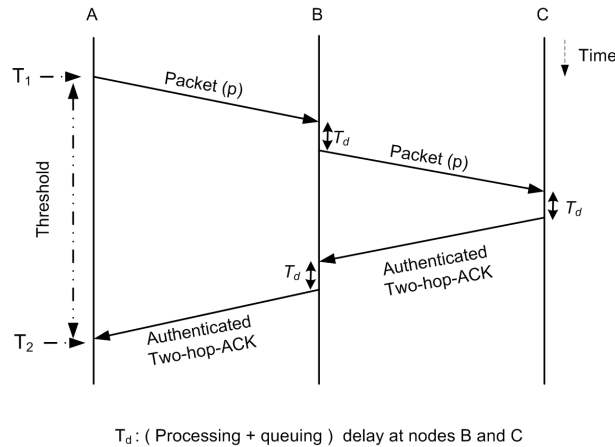 A
B
C
Time
T1
Packet (p)
Td
Packet (p)
Td
Threshold
Td
Authenticated
Two-hop-ACK
T2
Authenticated
Two-hop-ACK
Td : ( Processing + queuing ) delay at nodes B and C